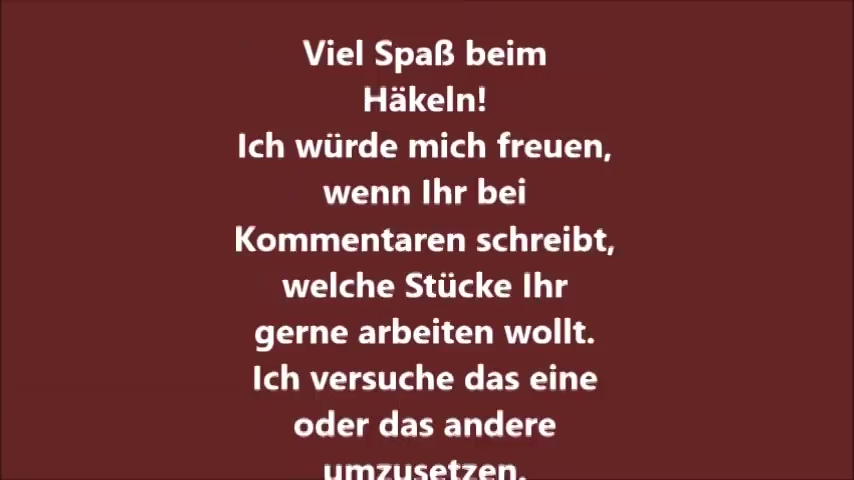 Viel Spaß beim
Häkeln!
Ich würde mich freuen,
wenn Ihr bei
Kommentaren schreibt,
welche Stücke Ihr
gerne arbeiten wollt.
Ich versuche das eine
oder das andere
umzusetzen.